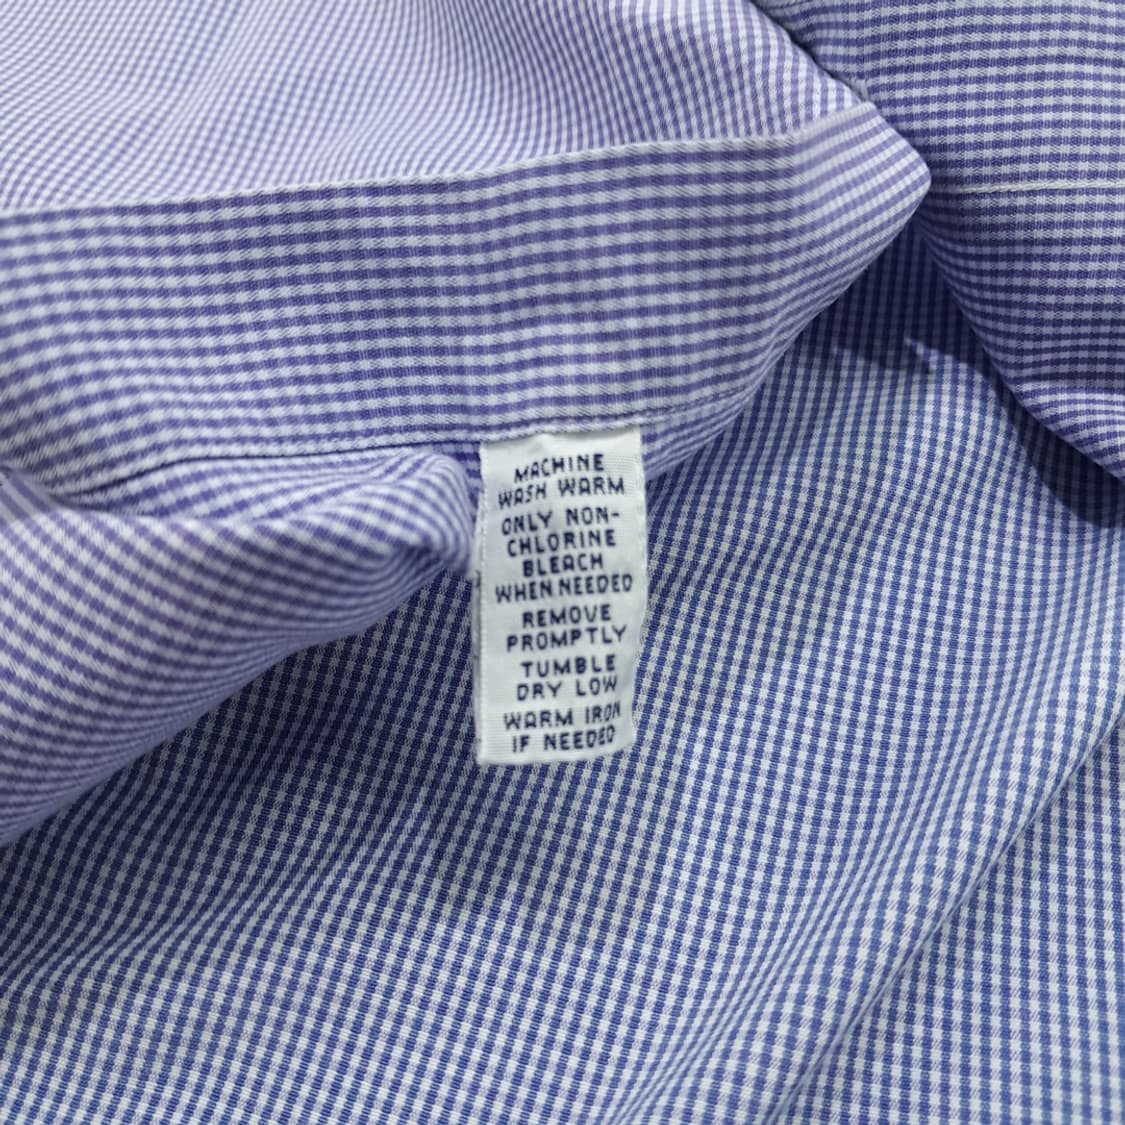 MACHINE
WASH WARM
ONLY NON-
CHLORINE
BLEACH
WHEN NEEDED
REMOVE
PROMPTLY
TUMBLE
DRY LOW
WARM IRON
IF NEEDED